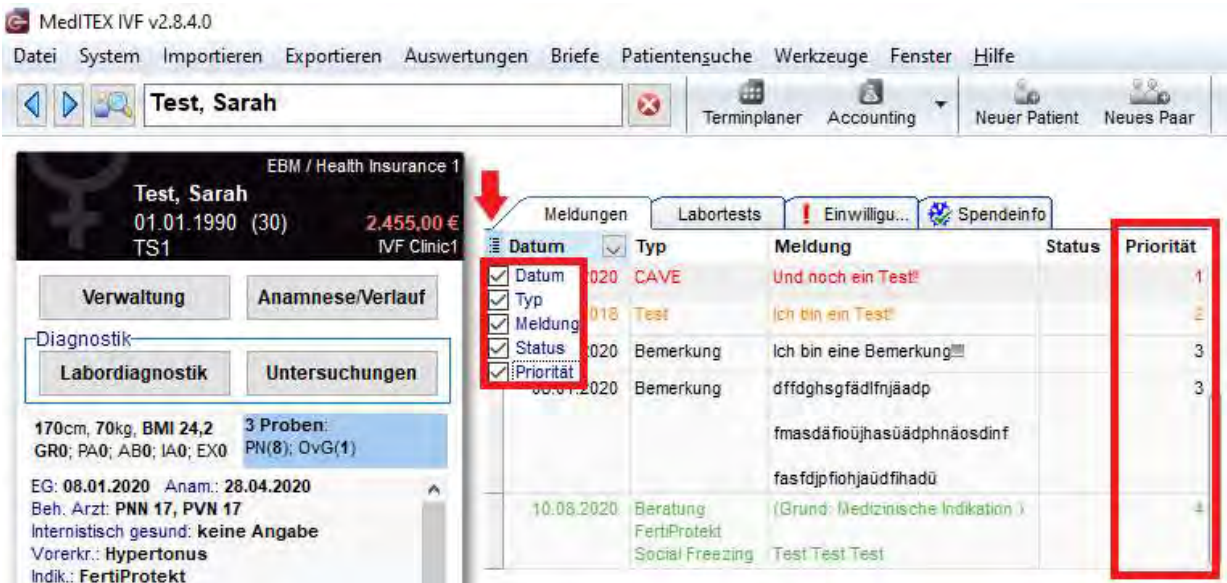 MedITEX IVF v2.8.4.0
Datei System Importieren Exportieren Auswertungen Briefe Patientensuche Werkzeuge Fenster Hilfe
Test, Sarah
Terminplaner Accounting Neuer Patient Neues Paar
EBM / Health Insurance 1
Test, Sarah
01.01.1990 (30) 2.455,00 €
TS1 IVF Clinic1
Verwaltung Anamnese/Verlauf
Diagnostik
Labordiagnostik Untersuchungen
170cm, 70kg, BMI 24,2
GR0; PA0; AB0; IA0; EX0
3 Proben:
PN(8); OvG(1)
EG: 08.01.2020 Anam.: 28.04.2020
Beh. Arzt: PNN 17, PVN 17
Internistisch gesund: keine Angabe
Vorerkr.: Hypertonus
Indik.: FertiProtekt
Meldungen Labortests Einwilligu... Spendeinfo
Datum Typ Meldung Status Priorität
Datum
Typ
Meldung
Status
Priorität
2020 CAVE Und noch ein Test!! 1
2018 Test Ich bin ein Test! 2
2020 Bemerkung Ich bin eine Bemerkung!!!! 3
2020 Bemerkung dffdghsgfädlfnjäadp 3
fmasdäfioüjhasüädphnäosdinf
fasfdjpfiohjaüdfihadü
10.08.2020 Beratung (Grund: Medizinische Indikation ) 4
FertiProtekt
Social Freezing Test Test Test